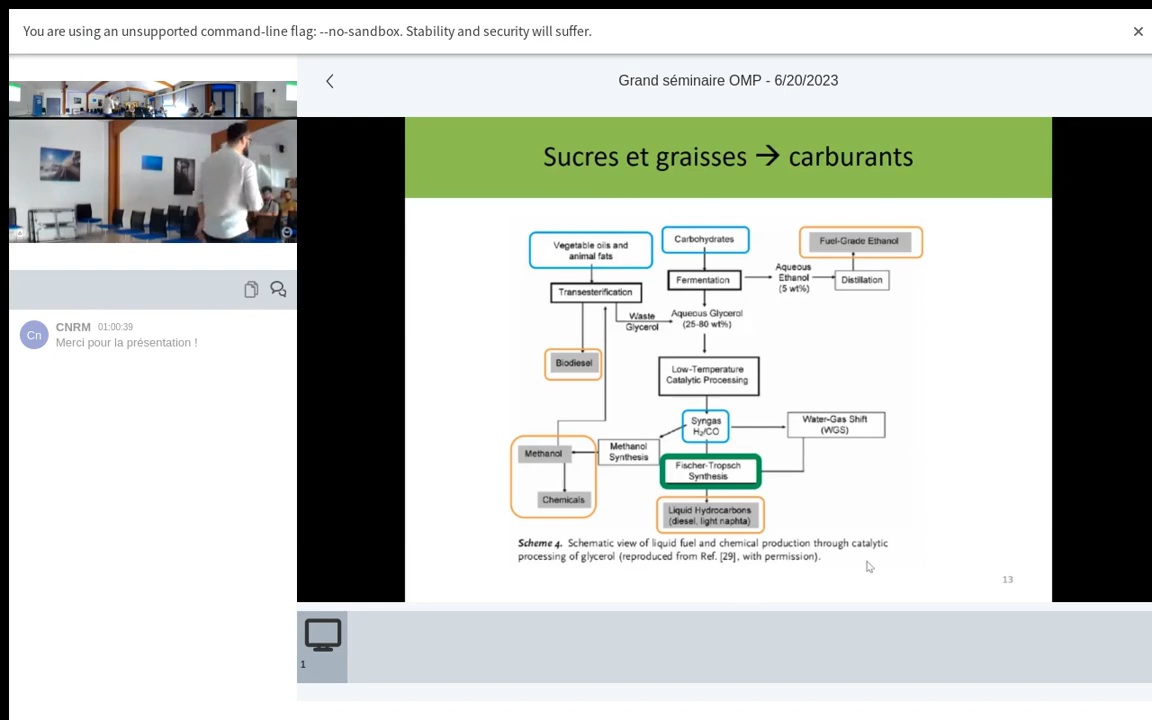 You are using an unsupported command-line flag: --no-sandbox. Stability and security will suffer.
Grand séminaire OMP - 6/20/2023
Cn
CNRM 01:00:39
Merci pour la présentation !
Sucres et graisses → carburants
Vegetable oils and
animal fats
Carbohydrates
Fuel-Grade Ethanol
Transesterification
Fermentation
Aqueous
Ethanol
(5 wt%)
Distillation
Waste
Glycerol
Aqueous Glycerol
(25-80 wt%)
Biodiesel
Low-Temperature
Catalytic Processing
Syngas
H2/CO
Water-Gas Shift
(WGS)
Methanol
Methanol
Synthesis
Fischer-Tropsch
Synthesis
Chemicals
Liquid Hydrocarbons
(diesel, light naphta)
Scheme 4. Schematic view of liquid fuel and chemical production through catalytic
processing of glycerol (reproduced from Ref. [29], with permission).
13
1